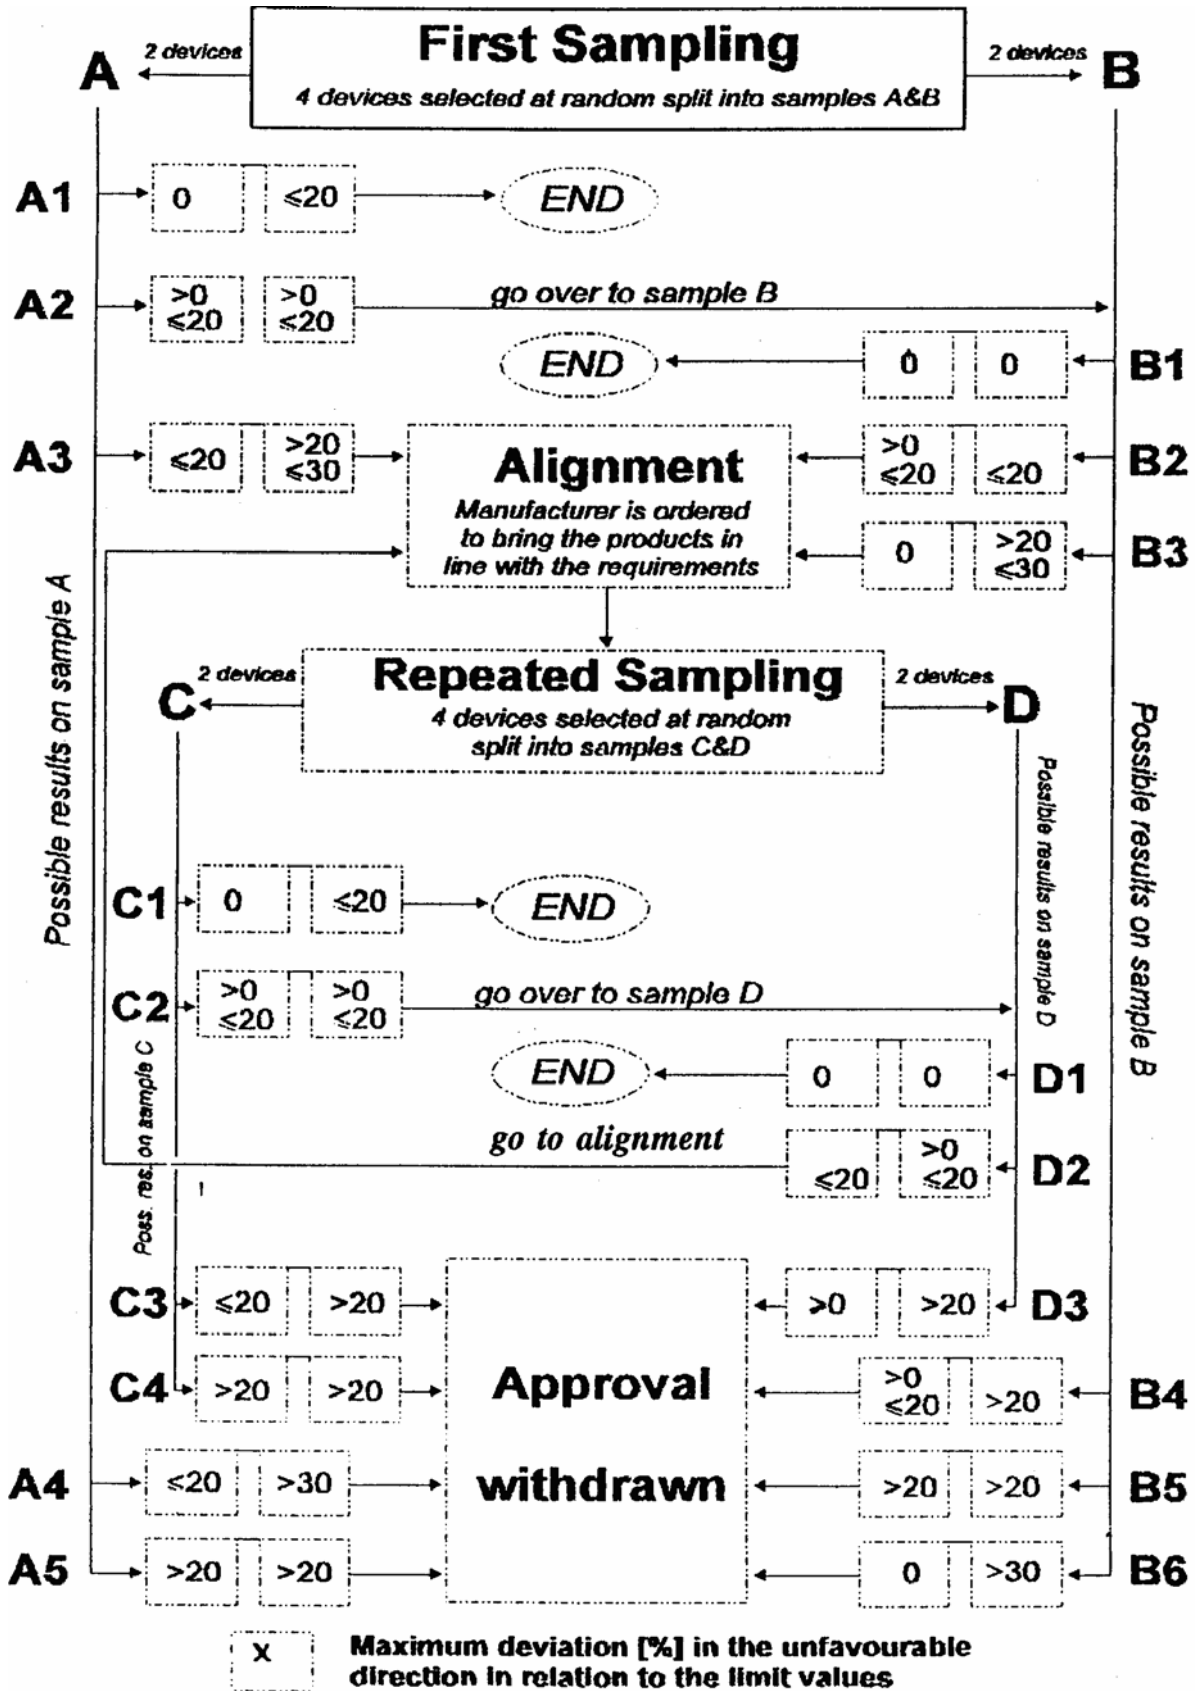 First Sampling
4 devices selected at random split into samples A&B
A
2 devices
2 devices
B
A1
0
≤20
END
A2
>0
≤20
>0
≤20
go over to sample B
END
0
0
B1
A3
≤20
>20
≤30
Alignment
Manufacturer is ordered
to bring the products in
line with the requirements
>0
≤20
≤20
B2
0
>20
≤30
B3
Possible results on sample A
C
2 devices
Repeated Sampling
4 devices selected at random
split into samples C&D
2 devices
D
Possible results on sample D
Possible results on sample B
C1
0
≤20
END
C2
>0
≤20
>0
≤20
go over to sample D
Poss. res. on sample C
END
0
0
D1
go to alignment
≤20
>0
≤20
D2
C3
≤20
>20
>0
>20
D3
C4
>20
>20
Approval
withdrawn
>0
≤20
>20
B4
A4
≤20
>30
>20
>20
B5
A5
>20
>20
0
>30
B6
X
Maximum deviation [%] in the unfavourable
direction in relation to the limit values